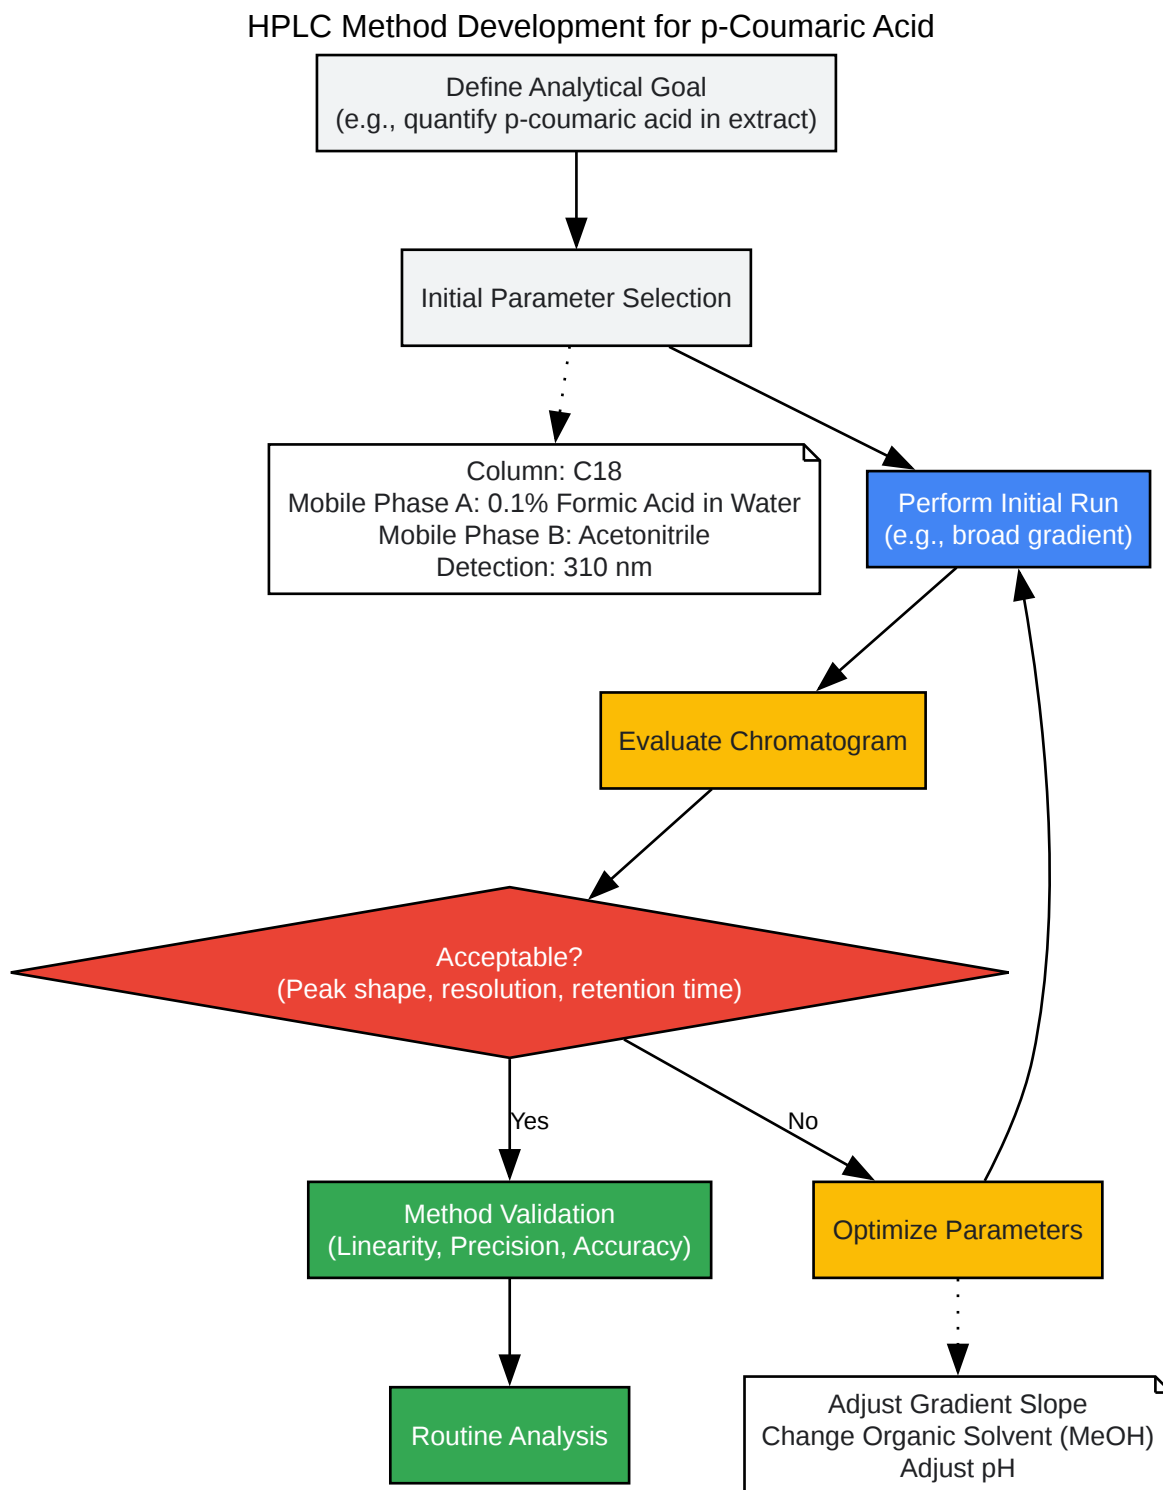 HPLC Method Development for p-Coumaric Acid
Define Analytical Goal
(e.g., quantify p-coumaric acid in extract)
Initial Parameter Selection
Column: C18
Mobile Phase A: 0.1% Formic Acid in Water
Mobile Phase B: Acetonitrile
Detection: 310 nm
Perform Initial Run
(e.g., broad gradient)
Evaluate Chromatogram
Acceptable?
(Peak shape, resolution, retention time)
Yes
No
Method Validation
(Linearity, Precision, Accuracy)
Optimize Parameters
Routine Analysis
Adjust Gradient Slope
Change Organic Solvent (MeOH)
Adjust pH